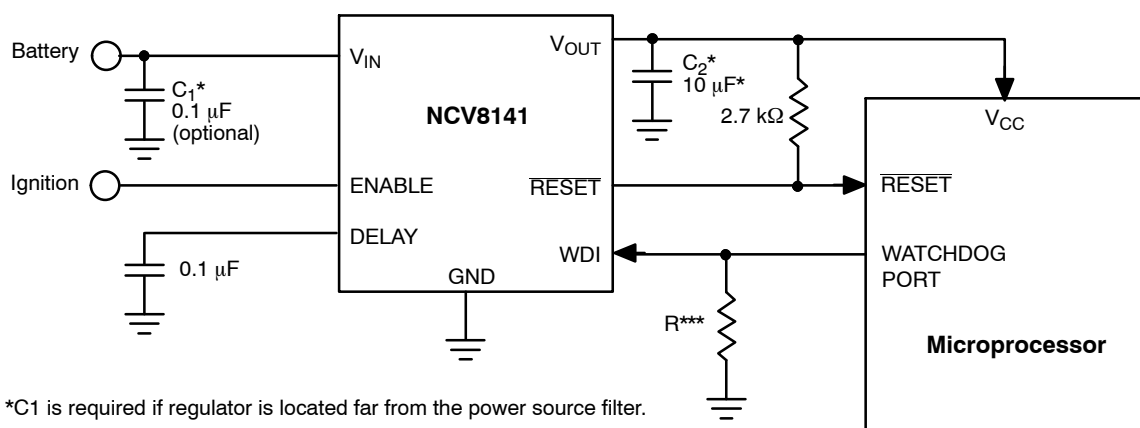 Battery
C1*
0.1 μF
(optional)
Ignition
0.1 μF
VIN
NCV8141
VOUT
ENABLE
RESET
DELAY
WDI
GND
C2*
10 μF*
2.7 kΩ
R***
VCC
RESET
WATCHDOG
PORT
Microprocessor
*C1 is required if regulator is located far from the power source filter.